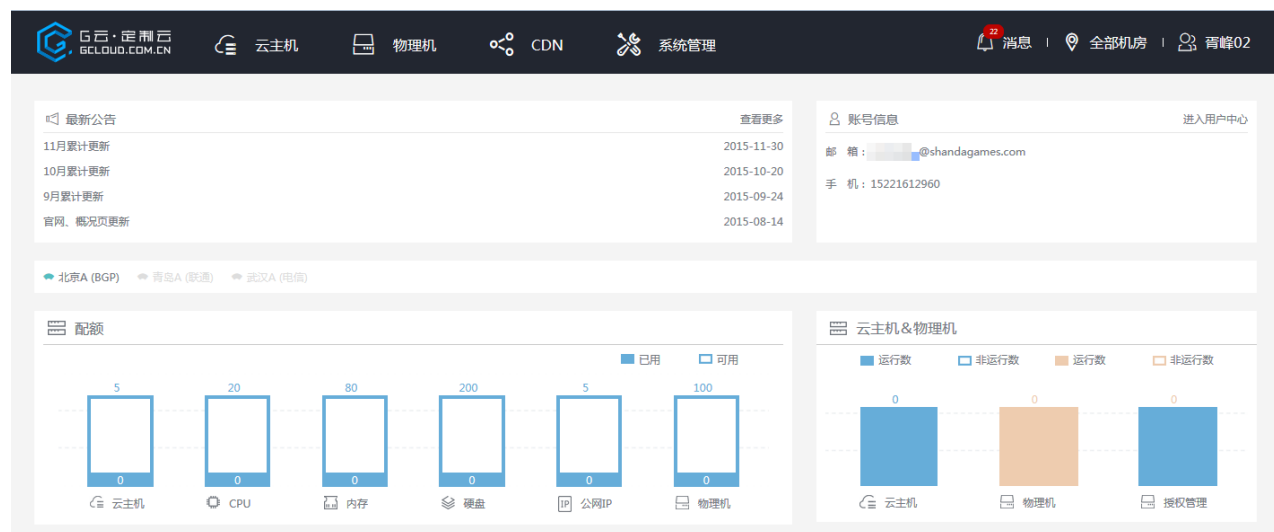 G云·定制云 云主机 物理机 CDN 系统管理 22 消息 全部机房 胥峰02
GCLOUD.COM.CN
最新公告 查看更多
11月累计更新 2015-11-30
10月累计更新 2015-10-20
9月累计更新 2015-09-24
官网、概况页更新 2015-08-14
账号信息 进入用户中心
邮 箱: @shandagames.com
手 机: 15221612960
北京A (BGP) 青岛A (联通) 武汉A (电信)
配额
已用 可用
5 20 80 200 5 100
0 0 0 0 0 0
云主机 CPU 内存 硬盘 IP 公网IP 物理机
云主机&物理机
运行数 非运行数 运行数 非运行数
0 0 0
云主机 物理机 授权管理